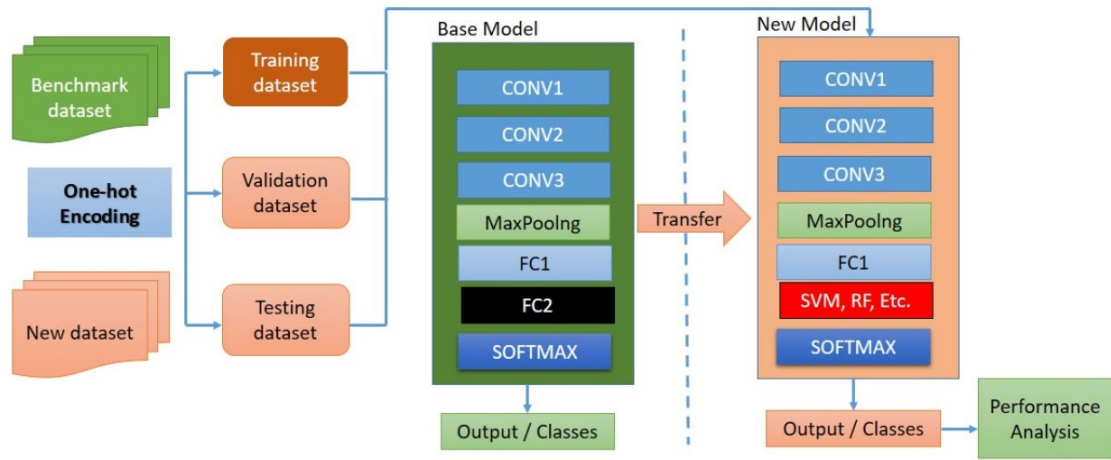 Benchmark
dataset
One-hot
Encoding
New dataset
Training
dataset
Validation
dataset
Testing
dataset
Base Model
CONV1
CONV2
CONV3
MaxPoolng
FC1
FC2
SOFTMAX
Output / Classes
Transfer
New Model
CONV1
CONV2
CONV3
MaxPoolng
FC1
SVM, RF, Etc.
SOFTMAX
Output / Classes
Performance
Analysis